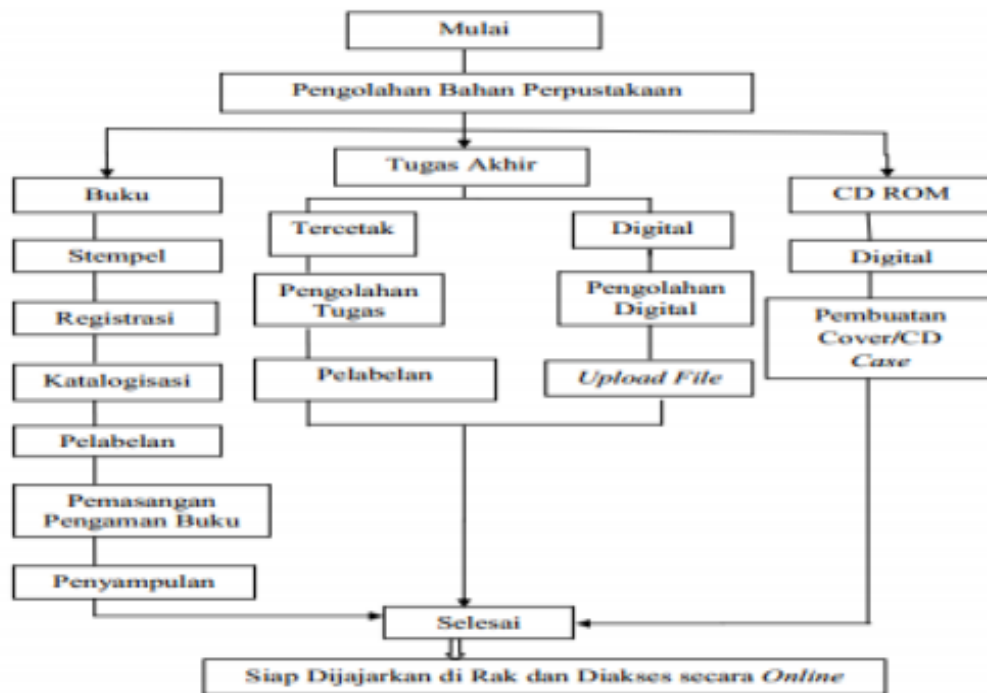 Mulai
Pengolahan Bahan Perpustakaan
Tugas Akhir
Buku
CD ROM
Tercetak
Digital
Stempel
Digital
Pengolahan
Tugas
Pengolahan
Digital
Registrasi
Pembuatan
Cover/CD
Case
Katalogisasi
Pelabelan
Upload File
Pelabelan
Pemasangan
Pengaman Buku
Penyampulan
Selesai
Siap Dijajarkan di Rak dan Diakses secara Online